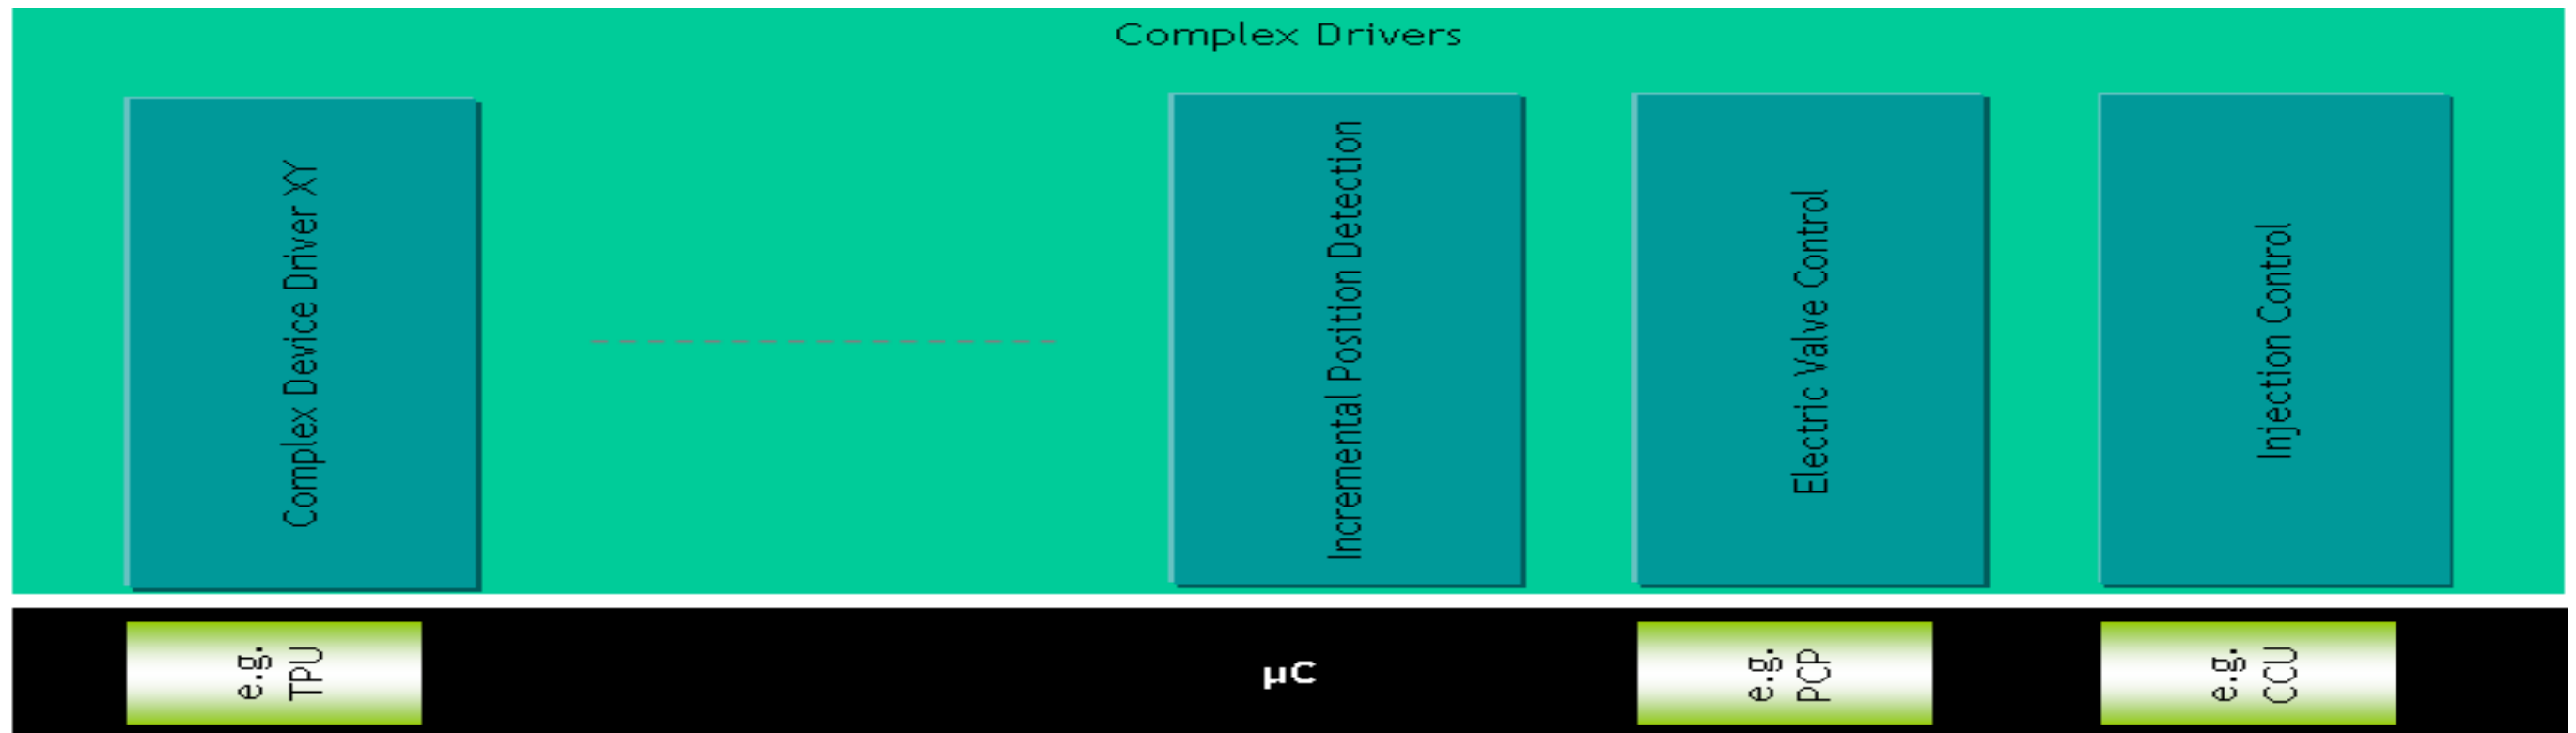 Complex Drivers
Complex Device Driver XY
Incremental Position Detection
Electric Valve Control
Injection Control
e.g.
TPU
µC
e.g.
PCP
e.g.
CCU